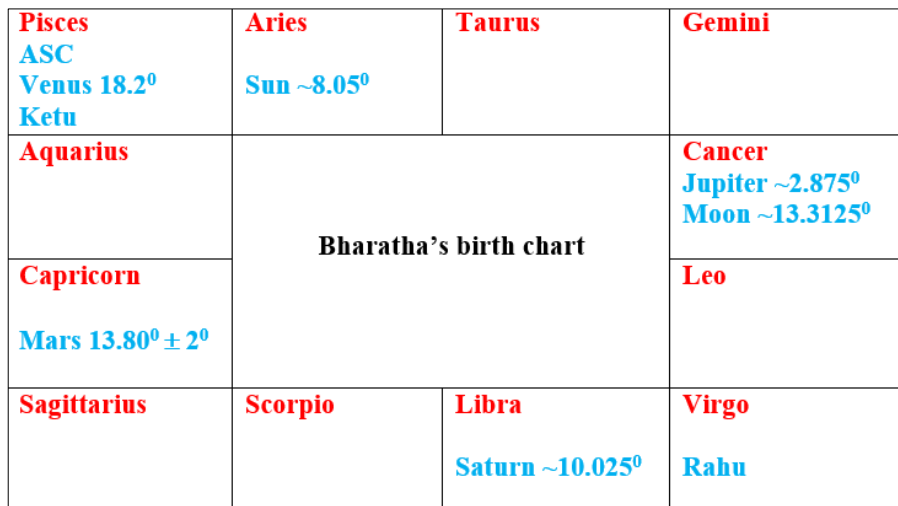 Pisces
ASC
Venus 18.2⁰
Ketu
Aries
Sun ~8.05⁰
Taurus
Gemini
Aquarius
Bharatha’s birth chart
Cancer
Jupiter ~2.875⁰
Moon ~13.3125⁰
Capricorn
Mars 13.80⁰ ± 2⁰
Leo
Sagittarius
Scorpio
Libra
Saturn ~10.025⁰
Virgo
Rahu